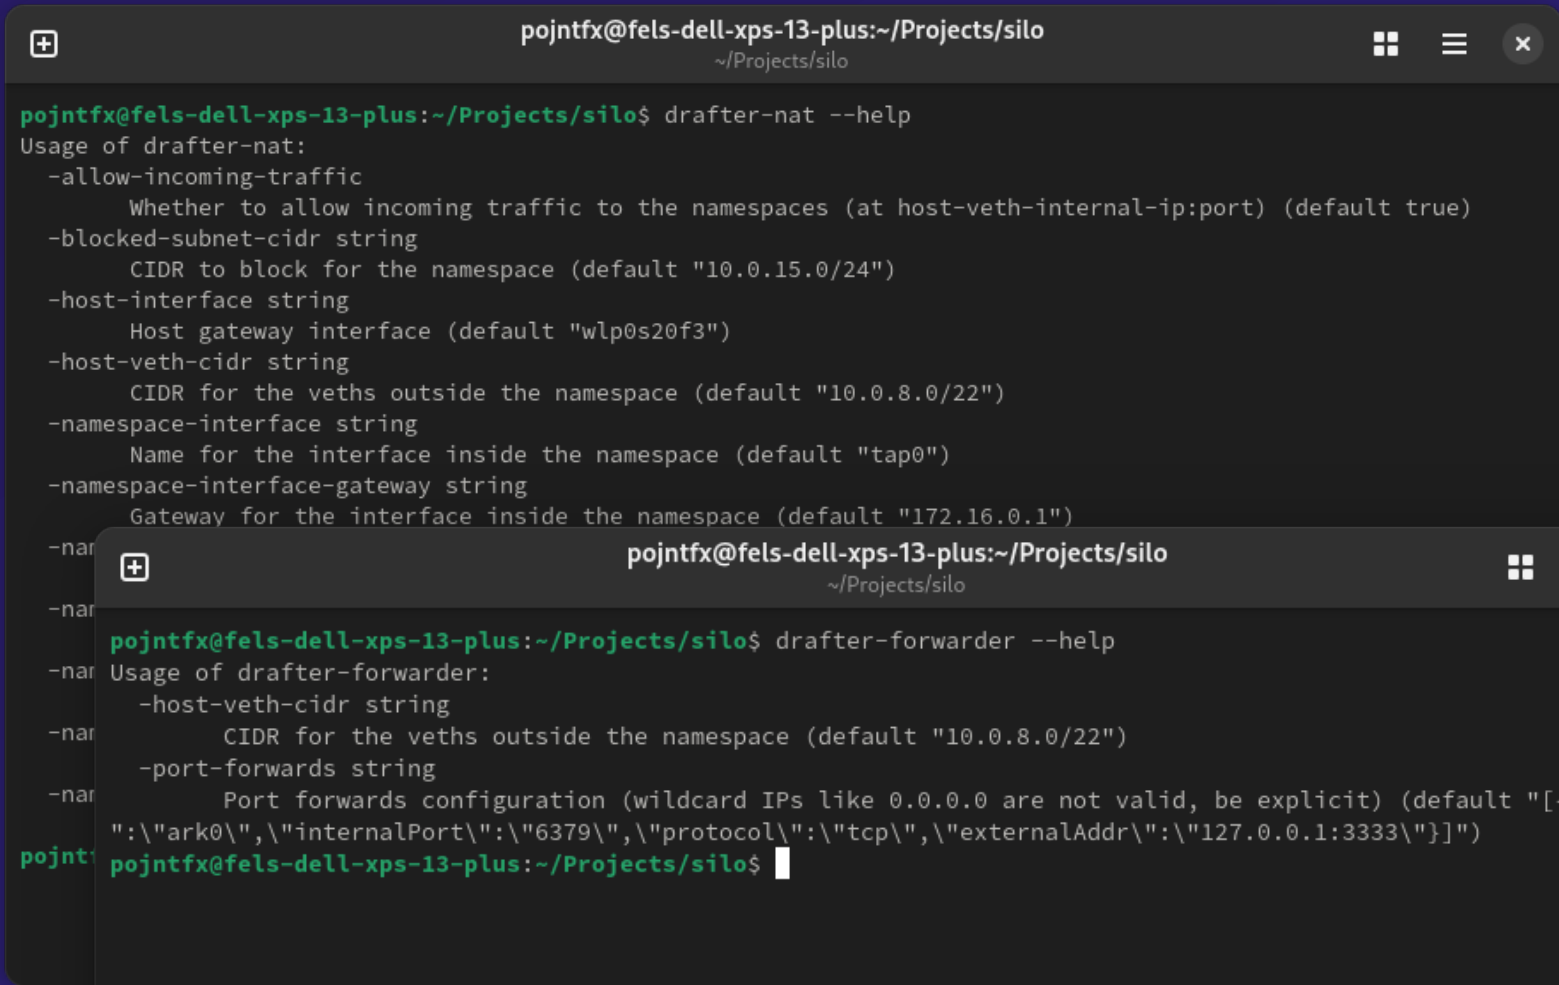 pojntfx@fels-dell-xps-13-plus:~/Projects/silo
~/Projects/silo
pojntfx@fels-dell-xps-13-plus:~/Projects/silo$ drafter-nat --help
Usage of drafter-nat:
  -allow-incoming-traffic
        Whether to allow incoming traffic to the namespaces (at host-veth-internal-ip:port) (default true)
  -blocked-subnet-cidr string
        CIDR to block for the namespace (default "10.0.15.0/24")
  -host-interface string
        Host gateway interface (default "wlp0s20f3")
  -host-veth-cidr string
        CIDR for the veths outside the namespace (default "10.0.8.0/22")
  -namespace-interface string
        Name for the interface inside the namespace (default "tap0")
  -namespace-interface-gateway string
        Gateway for the interface inside the namespace (default "172.16.0.1")
  -nam
  -nam
  -nam
  -nam
  -nam
pojntf
pojntfx@fels-dell-xps-13-plus:~/Projects/silo
~/Projects/silo
pojntfx@fels-dell-xps-13-plus:~/Projects/silo$ drafter-forwarder --help
Usage of drafter-forwarder:
  -host-veth-cidr string
        CIDR for the veths outside the namespace (default "10.0.8.0/22")
  -port-forwards string
        Port forwards configuration (wildcard IPs like 0.0.0.0 are not valid, be explicit) (default "[
":\"ark0\",\"internalPort\":\"6379\",\"protocol\":\"tcp\",\"externalAddr\":\"127.0.0.1:3333\"}]")
pojntfx@fels-dell-xps-13-plus:~/Projects/silo$